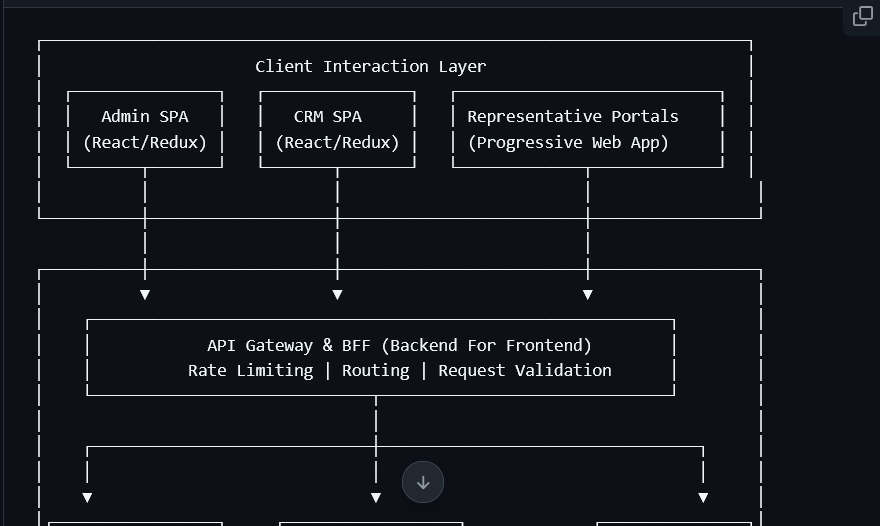 Client Interaction Layer
Admin SPA
(React/Redux)
CRM SPA
(React/Redux)
Representative Portals
(Progressive Web App)
API Gateway & BFF (Backend For Frontend)
Rate Limiting | Routing | Request Validation